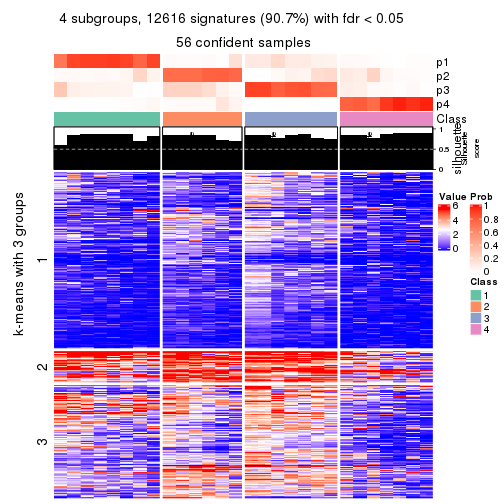 4 subgroups, 12616 signatures (90.7%) with fdr < 0.05
56 confident samples
p1
p2
p3
p4
Class
1
0.5
0
silhouette
Silhouette
score
k-means with 3 groups
1
2
3
Value
6
4
2
0
Prob
1
0.8
0.6
0.4
0.2
0
Class
1
2
3
4